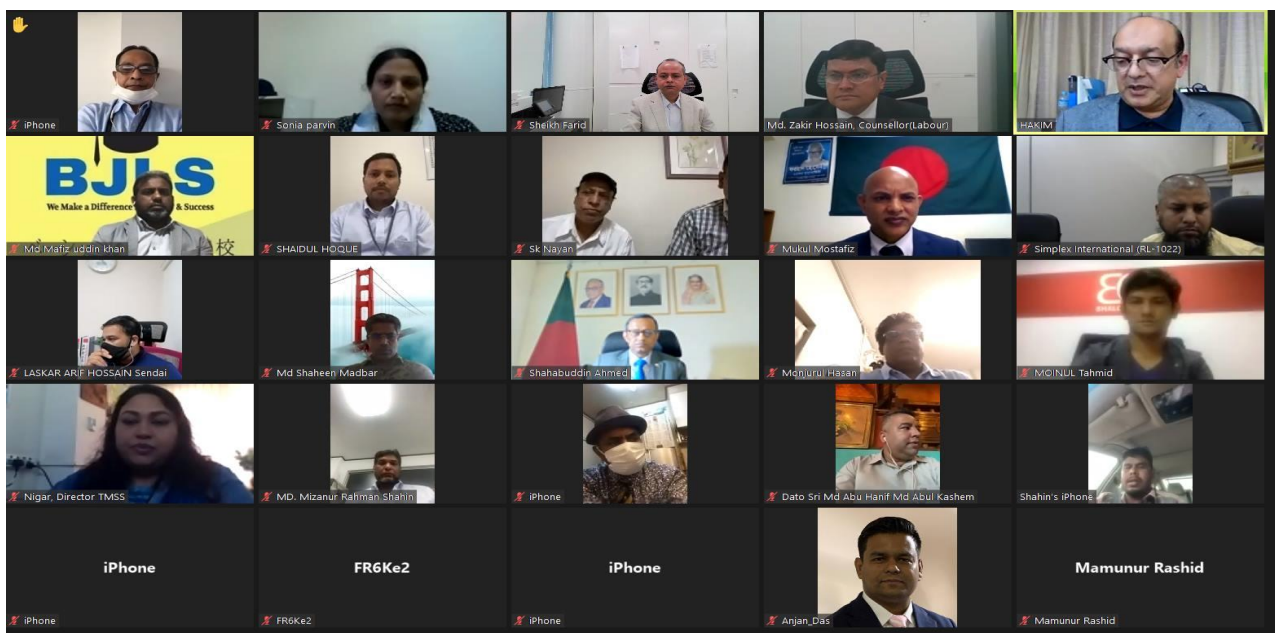 iPhone
Sonia parvin
Sheikh Farid
Md. Zakir Hossain, Counsellor(Labour)
HAKIM
BJLS
We Make a Difference & Success
校
Md Mafiz uddin khan
SHAIDUL HOQUE
Sk Nayan
Mukul Mostafiz
Simplex International (RL-1022)
LASKAR ARIF HOSSAIN Sendai
Md Shaheen Madbar
Shahabuddin Ahmed
Monjurul Hasan
MOINUL Tahmid
Nigar, Director TMSS
MD. Mizanur Rahman Shahin
iPhone
Dato Sri Md Abu Hanif Md Abul Kashem
Shahin's iPhone
iPhone
FR6Ke2
iPhone
Mamunur Rashid
iPhone
FR6Ke2
iPhone
Anjan_Das
Mamunur Rashid